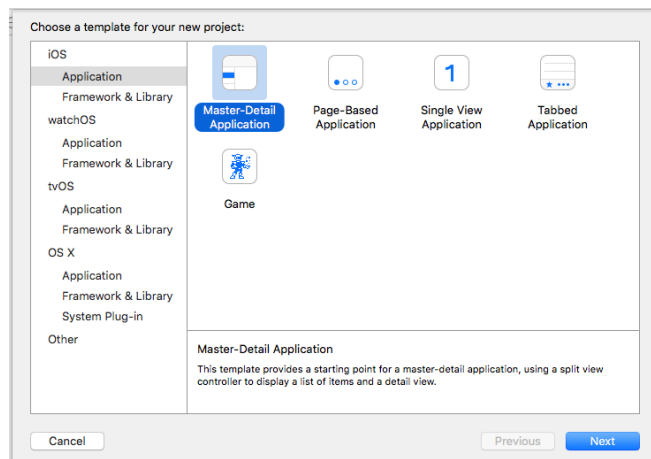 Choose a template for your new project:
iOS
Application
Framework & Library
watchOS
Application
Framework & Library
tvOS
Application
Framework & Library
OS X
Application
Framework & Library
System Plug-in
Other
Master-Detail
Application
Page-Based
Application
1
Single View
Application
Tabbed
Application
Game
Master-Detail Application
This template provides a starting point for a master-detail application, using a split view
controller to display a list of items and a detail view.
Cancel
Previous
Next